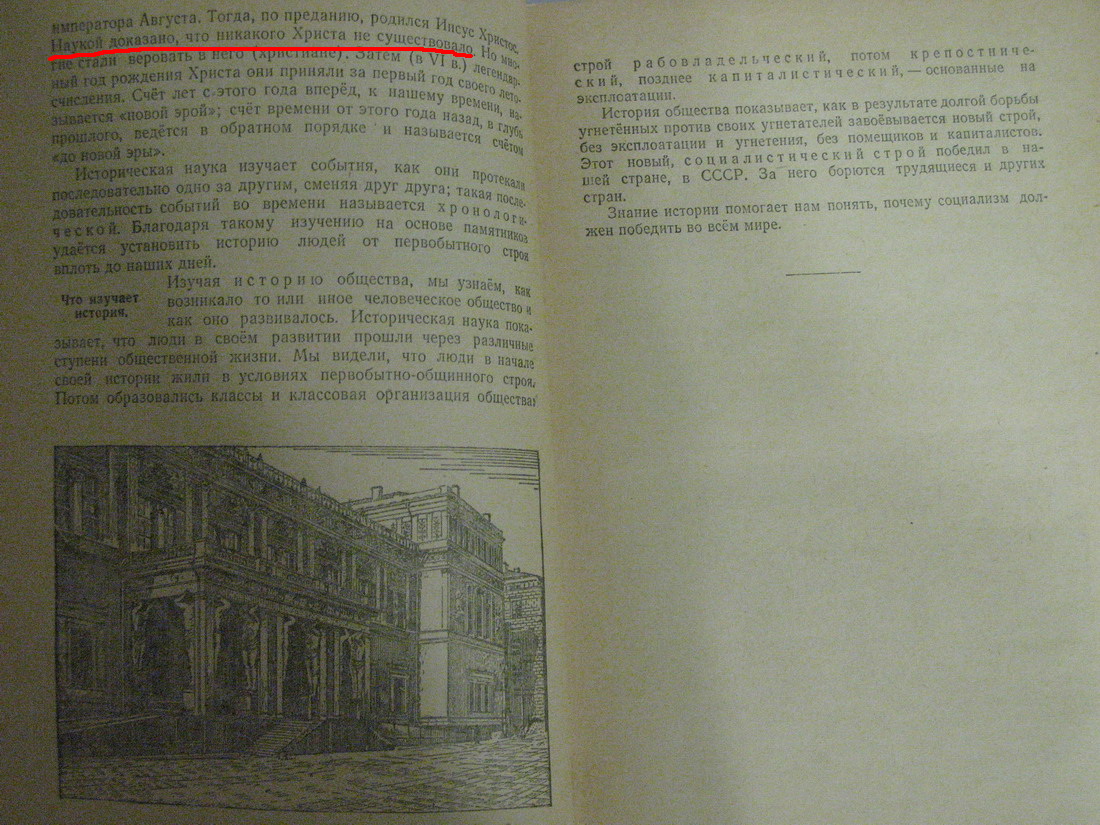 императора Августа. Тогда, по преданию, родился Иисус Христос.
Наукой доказано, что никакого Христа не существовало. Но мно-
гие стали веровать в него (христиане). Затем (в VI в.) легендар-
ный год рождения Христа они приняли за первый год своего лето-
счисления. Счёт лет с этого года вперёд, к нашему времени, на-
зывается «новой эрой»; счёт времени от этого года назад, в глубь
прошлого, ведётся в обратном порядке и называется счётом
«до новой эры».
Историческая наука изучает события, как они протекали
последовательно одно за другим, сменяя друг друга; такая после-
довательность событий во времени называется хронологи-
ческой. Благодаря такому изучению на основе памятников
удаётся установить историю людей от первобытного строя
вплоть до наших дней.
Что изучает
история.
Изучая историю общества, мы узнаём, как
возникало то или иное человеческое общество и
как оно развивалось. Историческая наука пока-
зывает, что люди в своём развитии прошли через различные
ступени общественной жизни. Мы видели, что люди в начале
своей истории жили в условиях первобытно-общинного строя.
Потом образовались классы и классовая организация общества:
строй рабовладельческий, потом крепостниче-
ский, позднее капиталистический, — основанные на
эксплоатации.
История общества показывает, как в результате долгой борьбы
угнетённых против своих угнетателей завоёвывается новый строй,
без эксплоатации и угнетения, без помещиков и капиталистов.
Этот новый, социалистический строй победил в на-
шей стране, в СССР. За него борются трудящиеся и других
стран.
Знание истории помогает нам понять, почему социализм дол-
жен победить во всём мире.